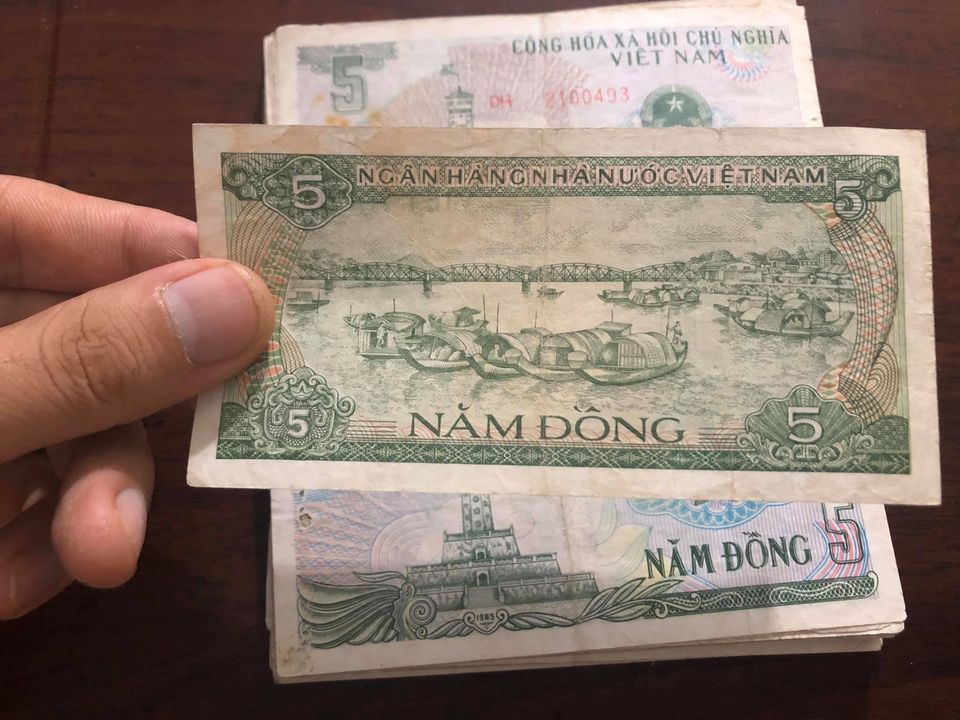 5
CÔNG HÒA XÃ HỘI CHỦ NGHĨA
VIỆT NAM
DH 2100493
5 NGÂN HÀNG NHÀ NƯỚC VIỆT NAM 5
5 NĂM ĐỒNG 5
NĂM ĐỒNG 5
1985